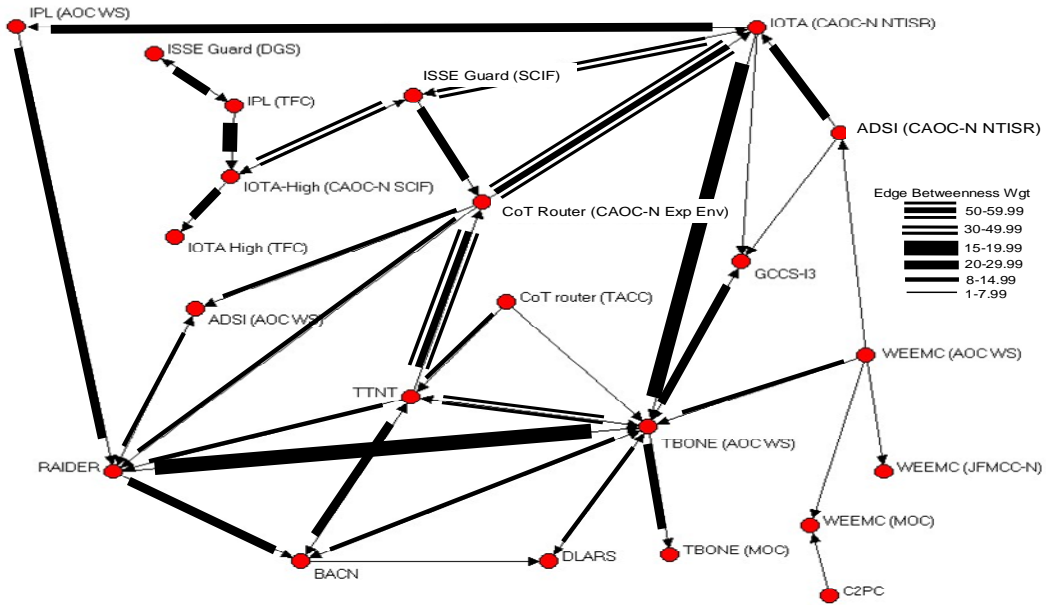 IPL (AOC WS)
IOTA (CAOC-N NTISR)
ISSE Guard (DGS)
ISSE Guard (SCIF)
IPL (TFC)
ADSI (CAOC-N NTISR)
IOTA-High (CAOC-N SCIF)
Edge Betweenness Wgt
50-59.99
30-49.99
15-19.99
20-29.99
8-14.99
1-7.99
CoT Router (CAOC-N Exp Env)
IOTA High (TFC)
GCCS-I3
CoT router (TACC)
ADSI (AOC WS)
WEEMC (AOC WS)
TTNT
TBONE (AOC WS)
RAIDER
WEEMC (JFMCC-N)
WEEMC (MOC)
TBONE (MOC)
DLARS
BACN
C2PC